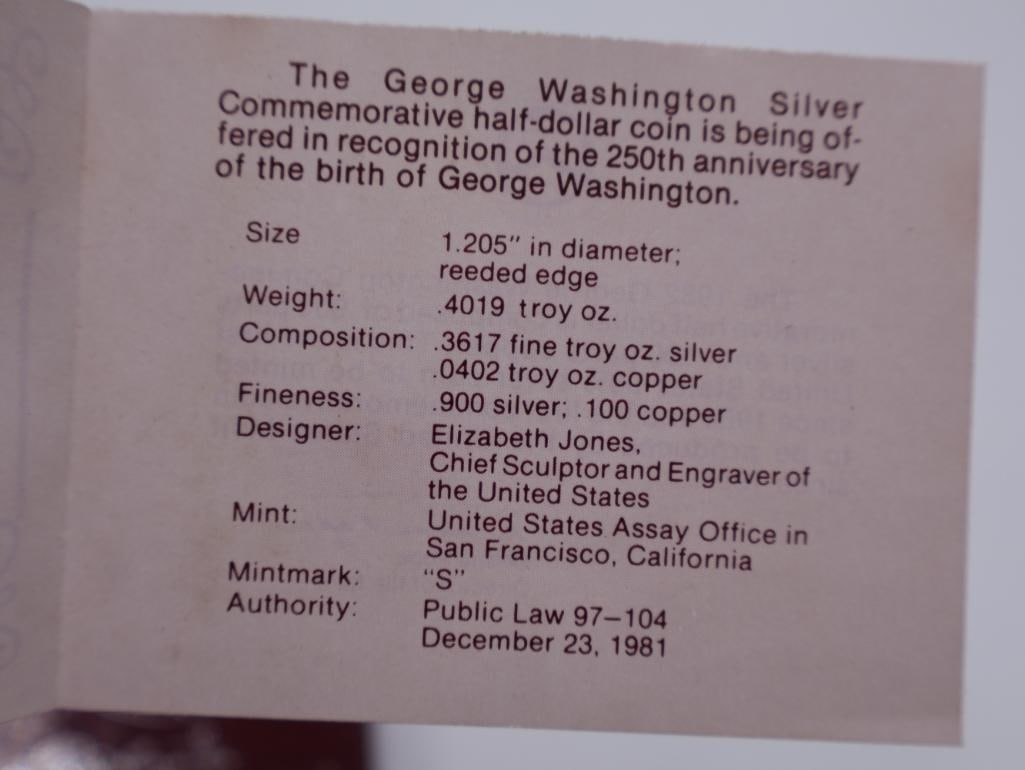 The George Washington Silver
Commemorative half-dollar coin is being of-
fered in recognition of the 250th anniversary
of the birth of George Washington.
Size 1.205" in diameter;
reeded edge
Weight: .4019 troy oz.
Composition: .3617 fine troy oz. silver
.0402 troy oz. copper
Fineness: .900 silver; .100 copper
Designer: Elizabeth Jones,
Chief Sculptor and Engraver of
the United States
Mint: United States Assay Office in
San Francisco, California
Mintmark: "S"
Authority: Public Law 97–104
December 23, 1981